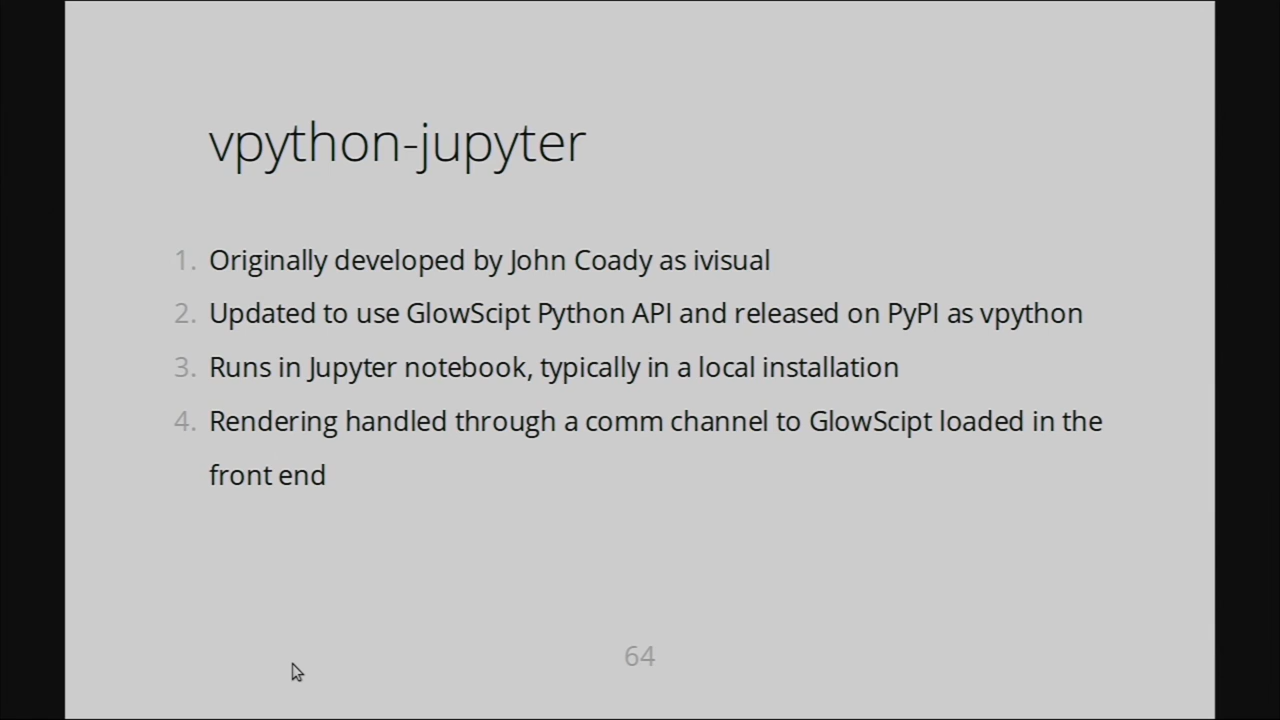 vpython-jupyter
1. Originally developed by John Coady as ivisual
2. Updated to use GlowScipt Python API and released on PyPI as vpython
3. Runs in Jupyter notebook, typically in a local installation
4. Rendering handled through a comm channel to GlowScipt loaded in the
front end
64